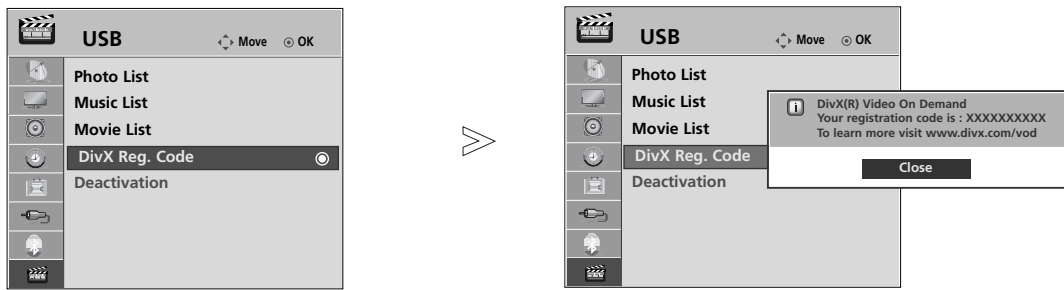 USB Move OK
Photo List
Music List
Movie List
DivX Reg. Code
Deactivation
USB Move OK
Photo List
Music List
Movie List
DivX Reg. Code
Deactivation
i DivX(R) Video On Demand
Your registration code is : XXXXXXXXXX
To learn more visit www.divx.com/vod
Close